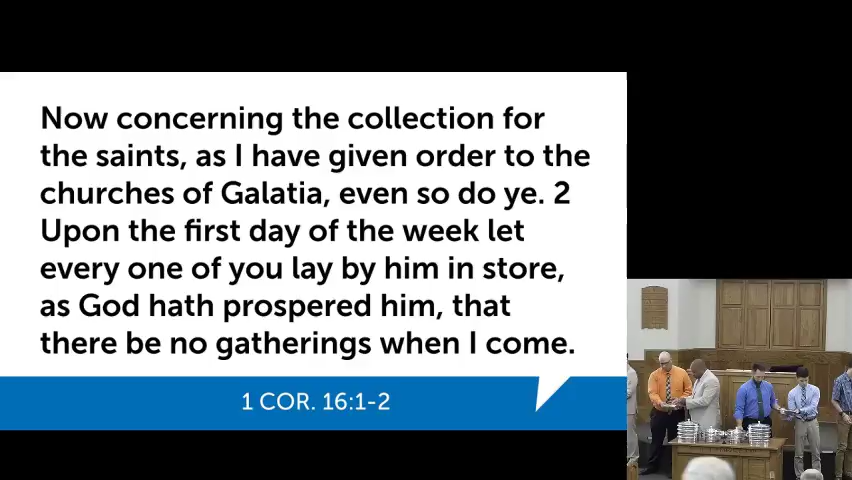 Now concerning the collection for
the saints, as I have given order to the
churches of Galatia, even so do ye. 2
Upon the first day of the week let
every one of you lay by him in store,
as God hath prospered him, that
there be no gatherings when I come.
1 COR. 16:1-2